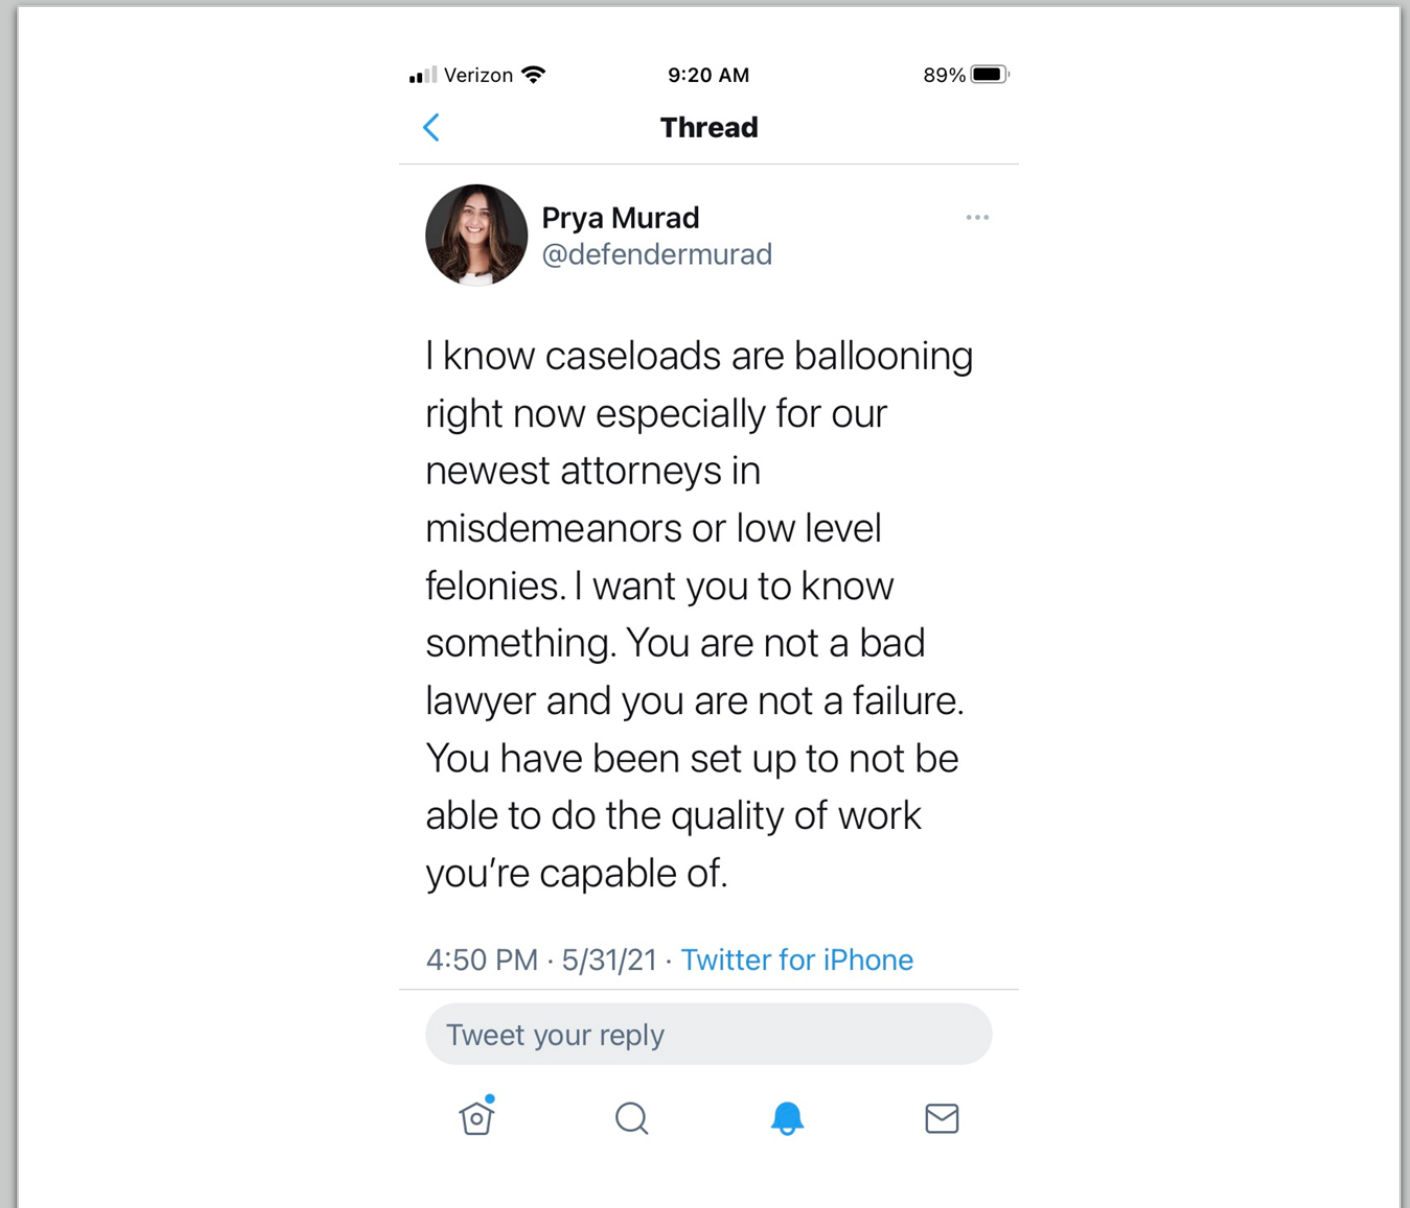 Verizon 9:20 AM 89%
Thread
Prya Murad
@defendermurad
I know caseloads are ballooning
right now especially for our
newest attorneys in
misdemeanors or low level
felonies. I want you to know
something. You are not a bad
lawyer and you are not a failure.
You have been set up to not be
able to do the quality of work
you’re capable of.
4:50 PM · 5/31/21 · Twitter for iPhone
Tweet your reply